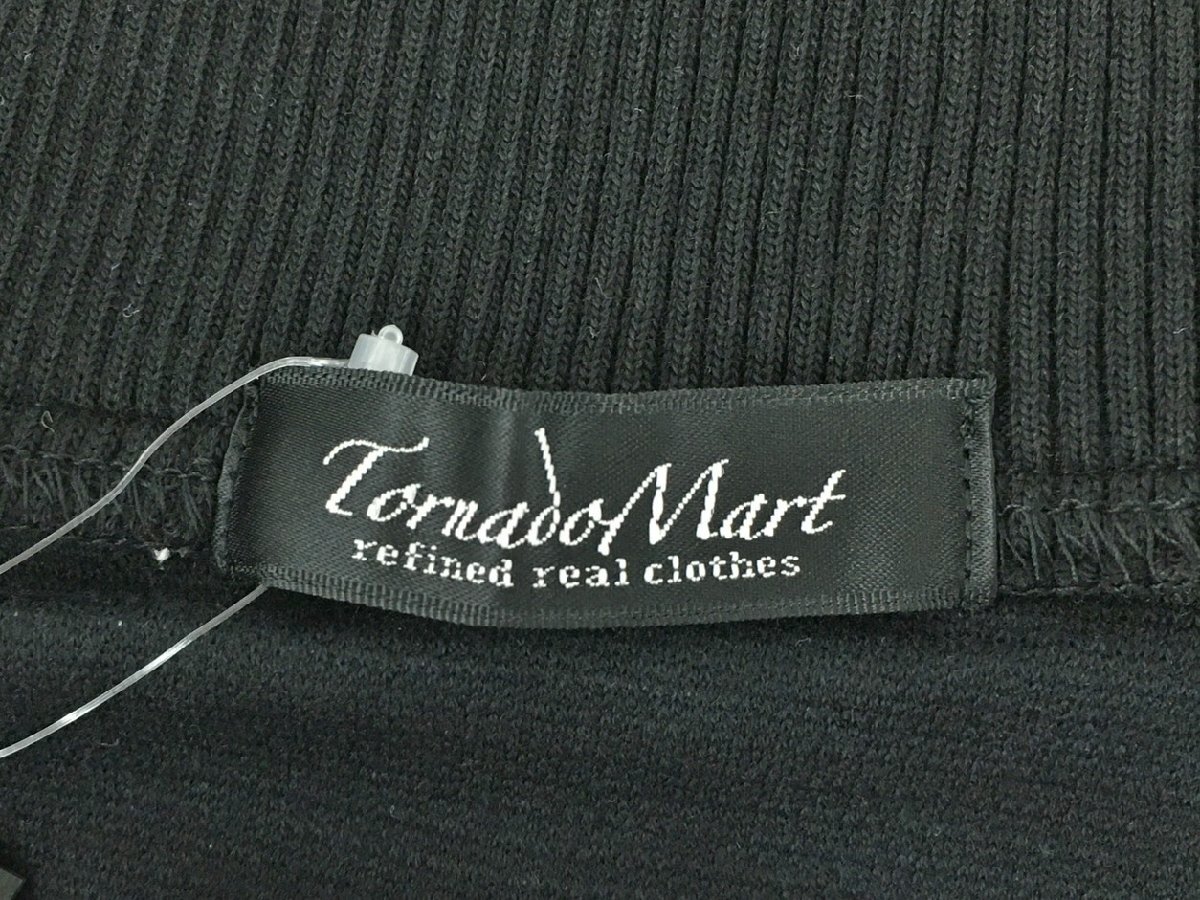 TornadoMart
refined real clothes